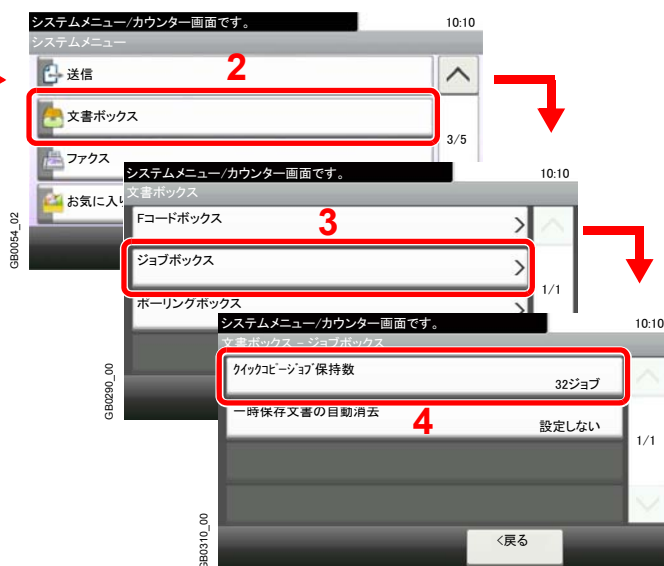 システムメニュー/カウンター画面です。
10:10
システムメニュー
送信
2
文書ボックス
3/5
ファクス
お気に入り
GB0054_02
システムメニュー/カウンター画面です。
10:10
文書ボックス
Fコードボックス
3
ジョブボックス
1/1
ポーリングボックス
GB0290_00
システムメニュー/カウンター画面です。
10:10
文書ボックス - ジョブボックス
クイックコピージョブ保持数
32ジョブ
一時保存文書の自動消去
4
設定しない
1/1
GB0310_00
<戻る